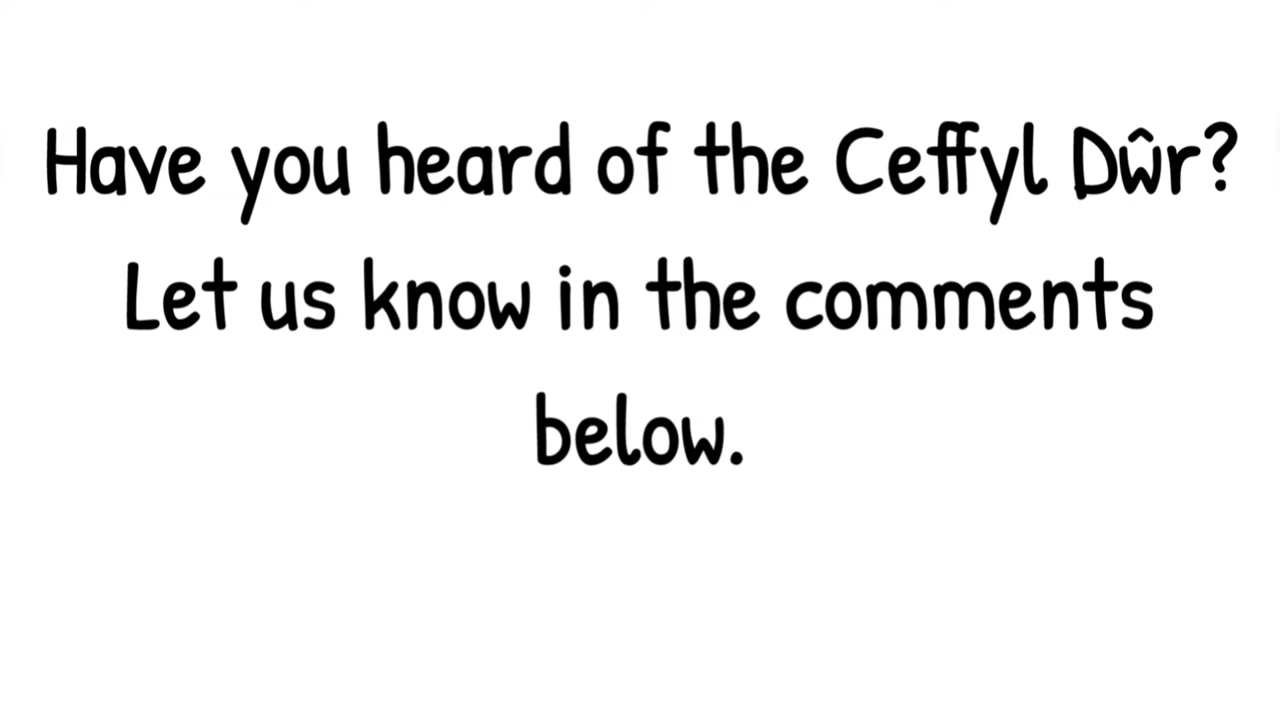 Have you heard of the Ceffyl Dŵr?
Let us know in the comments
below.